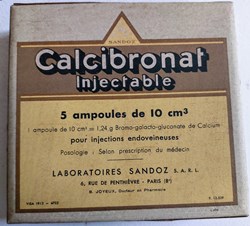 SANDOZ
Calcibronat
Injectable
5 ampoules de 10 cm³
1 ampoule de 10 cm³ = 1,24 g Bromo-galacto-gluconate de Calcium
pour injections endoveineuses
Posologie : Selon prescription du médecin
LABORATOIRES SANDOZ S.A.R.L.
6, RUE DE PENTHIÈVRE - PARIS (8e)
B. JOYEUX, Docteur en Pharmacie